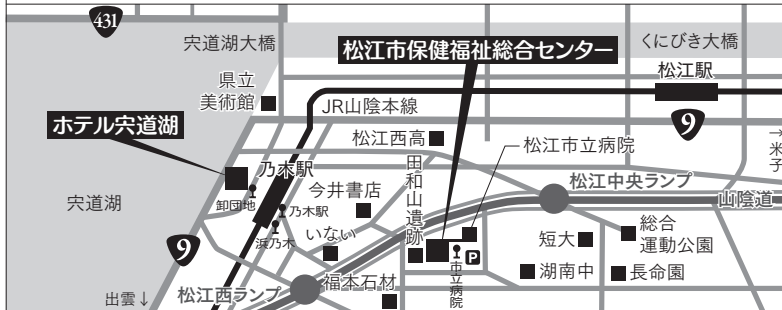 431
宍道湖大橋
くにびき大橋
松江市保健福祉総合センター
松江駅
県立
美術館
JR山陰本線
9
ホテル宍道湖
松江西高
松江市立病院
→米子
乃木駅
卸団地
宍道湖
今井書店
田和山遺跡
松江中央ランプ
山陰道
乃木駅
浜乃木
いない
9
市立病院
P
短大
総合
運動公園
湖南中
長命園
出雲↓
松江西ランプ
福本石材